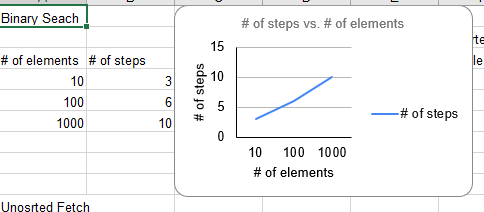 Binary Seach
# of elements # of steps
10 3
100 6
1000 10
Unosrted Fetch
# of steps vs. # of elements
# of steps
15
10
5
0
10 100 1000
# of elements
# of steps